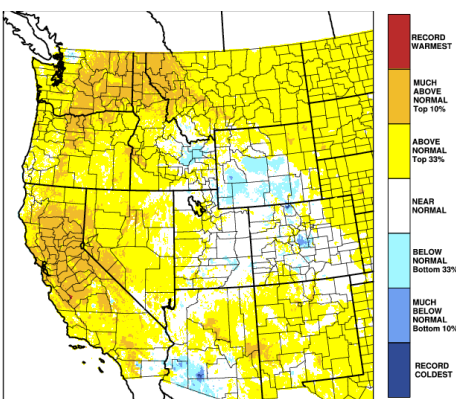 RECORD
WARMEST
MUCH
ABOVE
NORMAL
Top 10%
ABOVE
NORMAL
Top 33%
NEAR
NORMAL
BELOW
NORMAL
Bottom 33%
MUCH
BELOW
NORMAL
Bottom 10%
RECORD
COLDEST